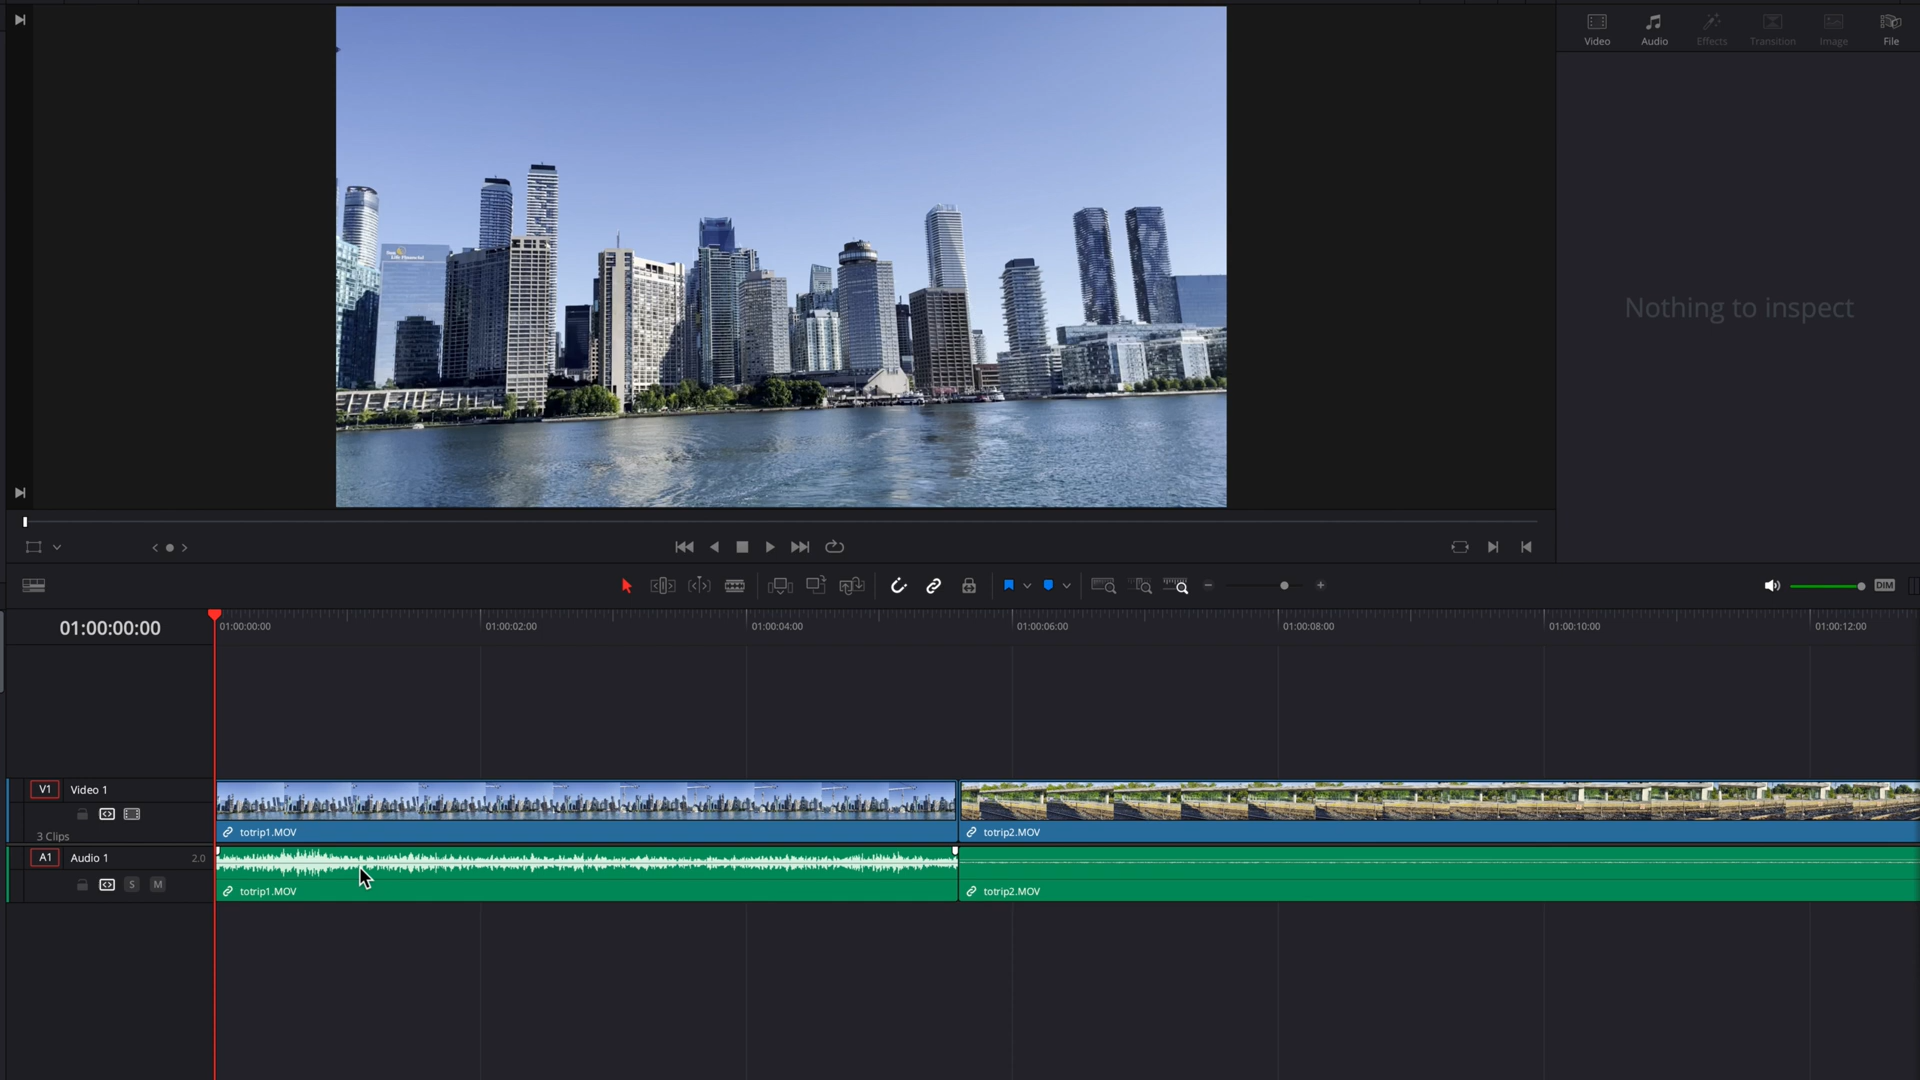 Video
Audio
Effects
Transition
Image
File
Sun
Life Financial
Nothing to inspect
DIM
01:00:00:00
01:00:00:00
01:00:02:00
01:00:04:00
01:00:06:00
01:00:08:00
01:00:10:00
01:00:12:00
V1
Video 1
3 Clips
totrip1.MOV
totrip2.MOV
A1
Audio 1
2.0
S
M
totrip1.MOV
totrip2.MOV